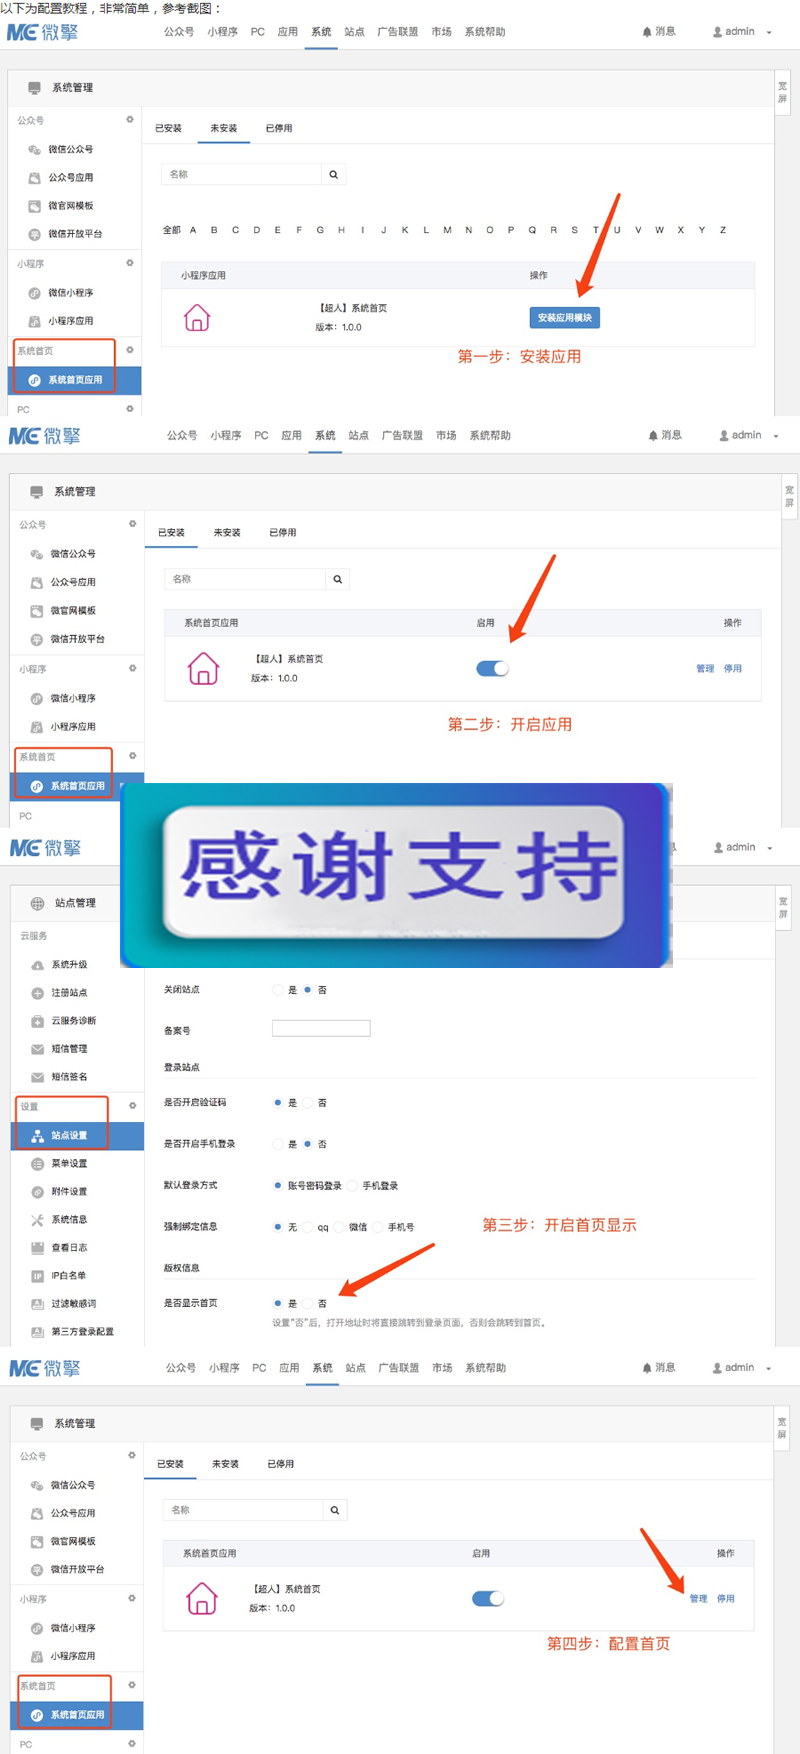 以下为配置教程，非常简单，参考截图：
微擎 公众号 小程序 PC 应用 系统 站点 广告联盟 市场 系统帮助 消息 admin
系统管理
宽屏
公众号
已安装 未安装 已停用
微信公众号
公众号应用
名称
微官网模板
微信开放平台
全部 A B C D E F G H I J K L M N O P Q R S T U V W X Y Z
小程序
小程序应用 操作
微信小程序
【超人】系统首页
版本：1.0.0
安装应用模块
小程序应用
系统首页
第一步：安装应用
系统首页应用
PC
微擎 公众号 小程序 PC 应用 系统 站点 广告联盟 市场 系统帮助 消息 admin
系统管理
宽屏
公众号
已安装 未安装 已停用
微信公众号
公众号应用
名称
微官网模板
系统首页应用 启用 操作
微信开放平台
【超人】系统首页
版本：1.0.0
管理 停用
小程序
微信小程序
小程序应用
第二步：开启应用
系统首页
系统首页应用
PC
感谢支持
微擎 admin
站点管理
宽屏
云服务
系统升级
注册站点
云服务诊断
短信管理
短信签名
设置
站点设置
菜单设置
附件设置
系统信息
查看日志
IP白名单
过滤敏感词
第三方登录配置
关闭站点 是 否
备案号
登录站点
是否开启验证码 是 否
是否开启手机登录 是 否
默认登录方式 账号密码登录 手机登录
强制绑定信息 无 qq 微信 手机号
第三步：开启首页显示
版权信息
是否显示首页 是 否
设置“否”后，打开地址时将直接跳转到登录页面，否则会跳转到首页。
微擎 公众号 小程序 PC 应用 系统 站点 广告联盟 市场 系统帮助 消息 admin
系统管理
宽屏
公众号
已安装 未安装 已停用
微信公众号
公众号应用
名称
微官网模板
系统首页应用 启用 操作
微信开放平台
【超人】系统首页
版本：1.0.0
管理 停用
小程序
微信小程序
第四步：配置首页
小程序应用
系统首页
系统首页应用
PC